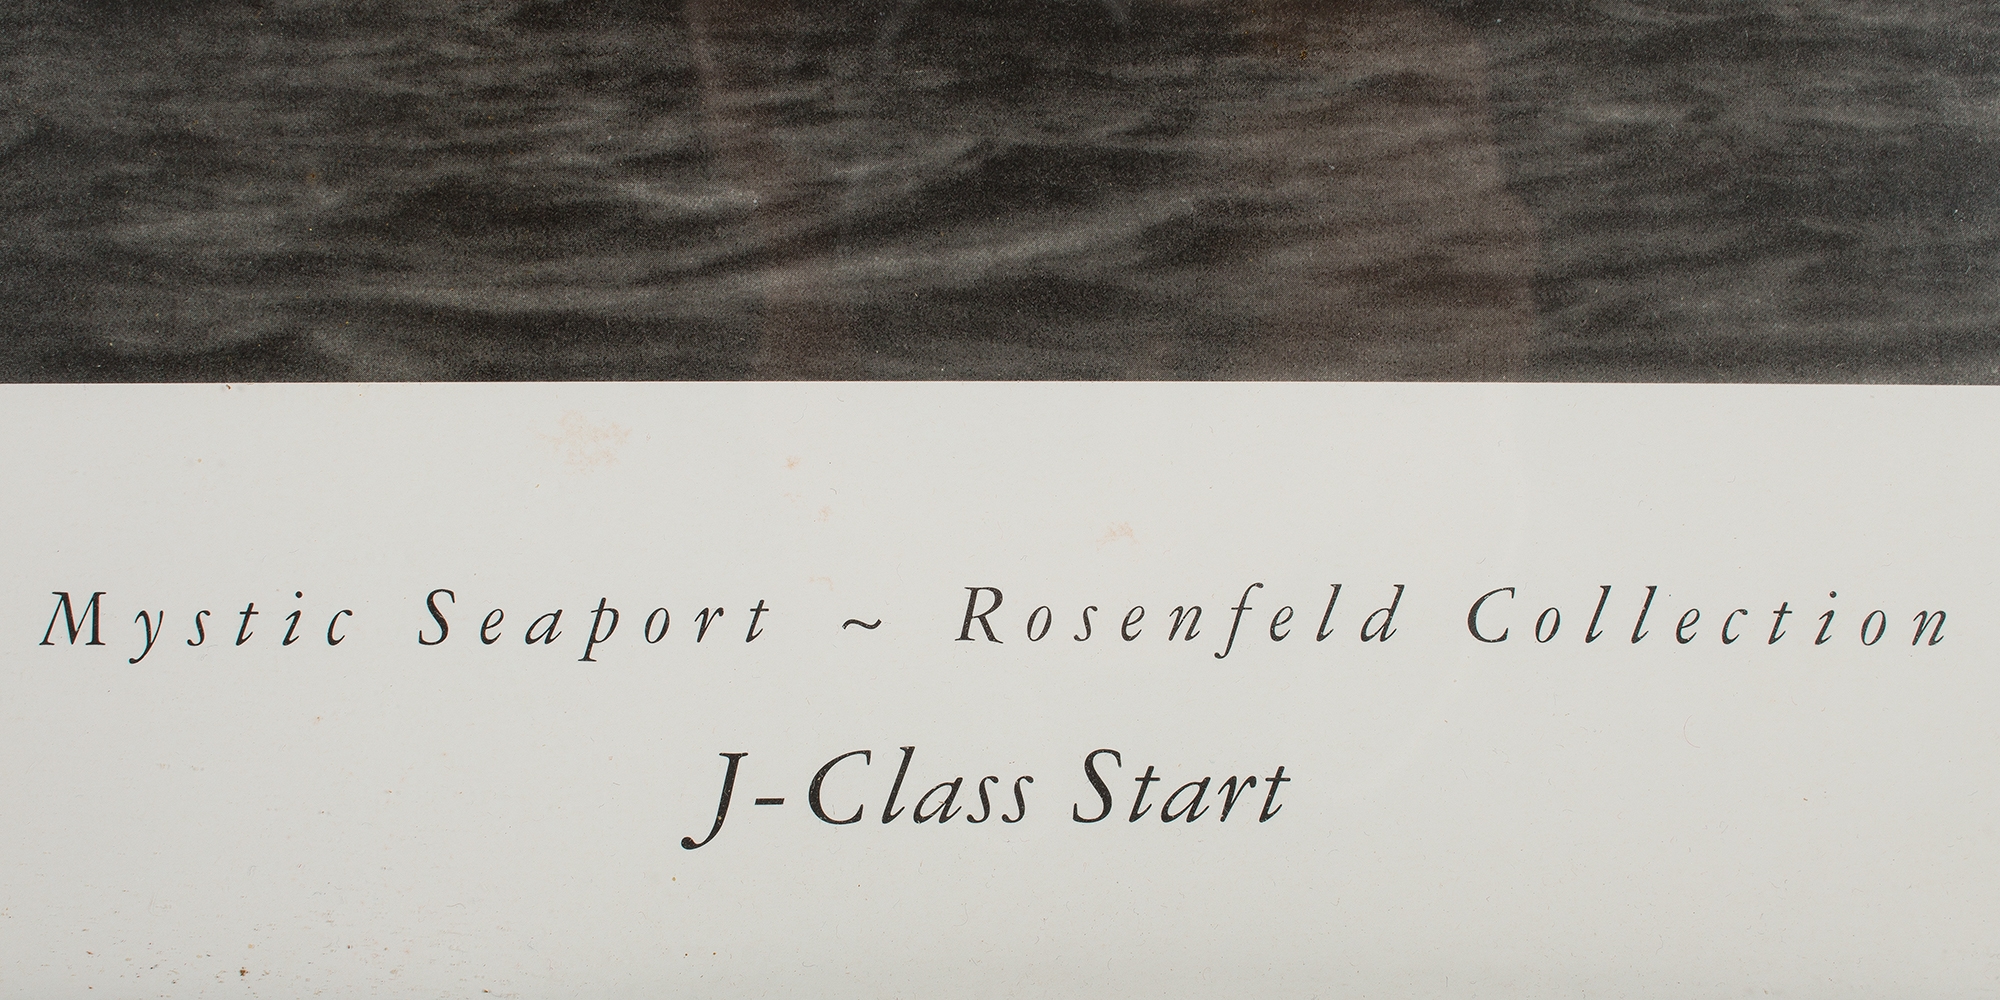 Mystic Seaport ~ Rosenfeld Collection
J-Class Start